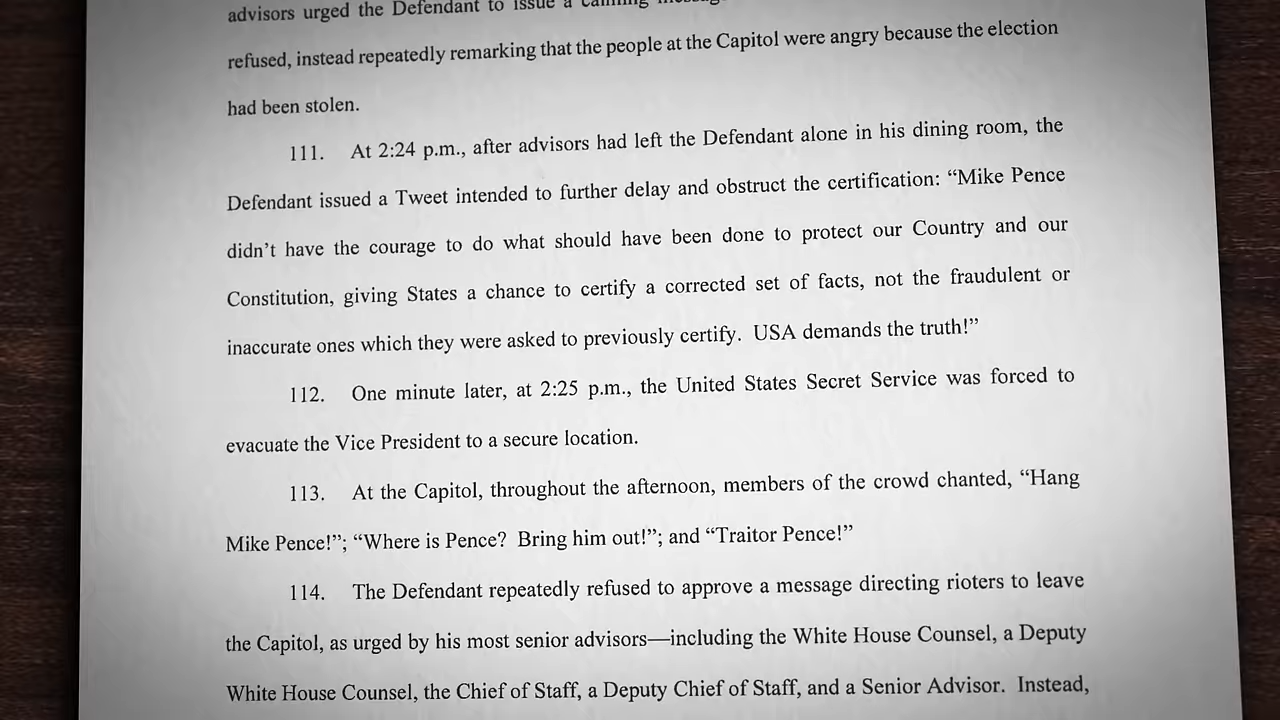 advisors urged the Defendant to issue a calming message
refused, instead repeatedly remarking that the people at the Capitol were angry because the election
had been stolen.
111. At 2:24 p.m., after advisors had left the Defendant alone in his dining room, the
Defendant issued a Tweet intended to further delay and obstruct the certification: “Mike Pence
didn’t have the courage to do what should have been done to protect our Country and our
Constitution, giving States a chance to certify a corrected set of facts, not the fraudulent or
inaccurate ones which they were asked to previously certify. USA demands the truth!”
112. One minute later, at 2:25 p.m., the United States Secret Service was forced to
evacuate the Vice President to a secure location.
113. At the Capitol, throughout the afternoon, members of the crowd chanted, “Hang
Mike Pence!”; “Where is Pence? Bring him out!”; and “Traitor Pence!”
114. The Defendant repeatedly refused to approve a message directing rioters to leave
the Capitol, as urged by his most senior advisors—including the White House Counsel, a Deputy
White House Counsel, the Chief of Staff, a Deputy Chief of Staff, and a Senior Advisor. Instead,